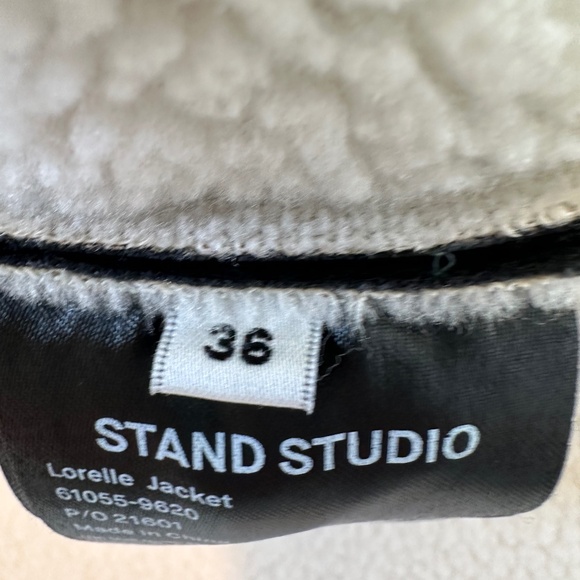 36
STAND STUDIO
Lorelle Jacket
61055-9620
P/O 21601
Made in China